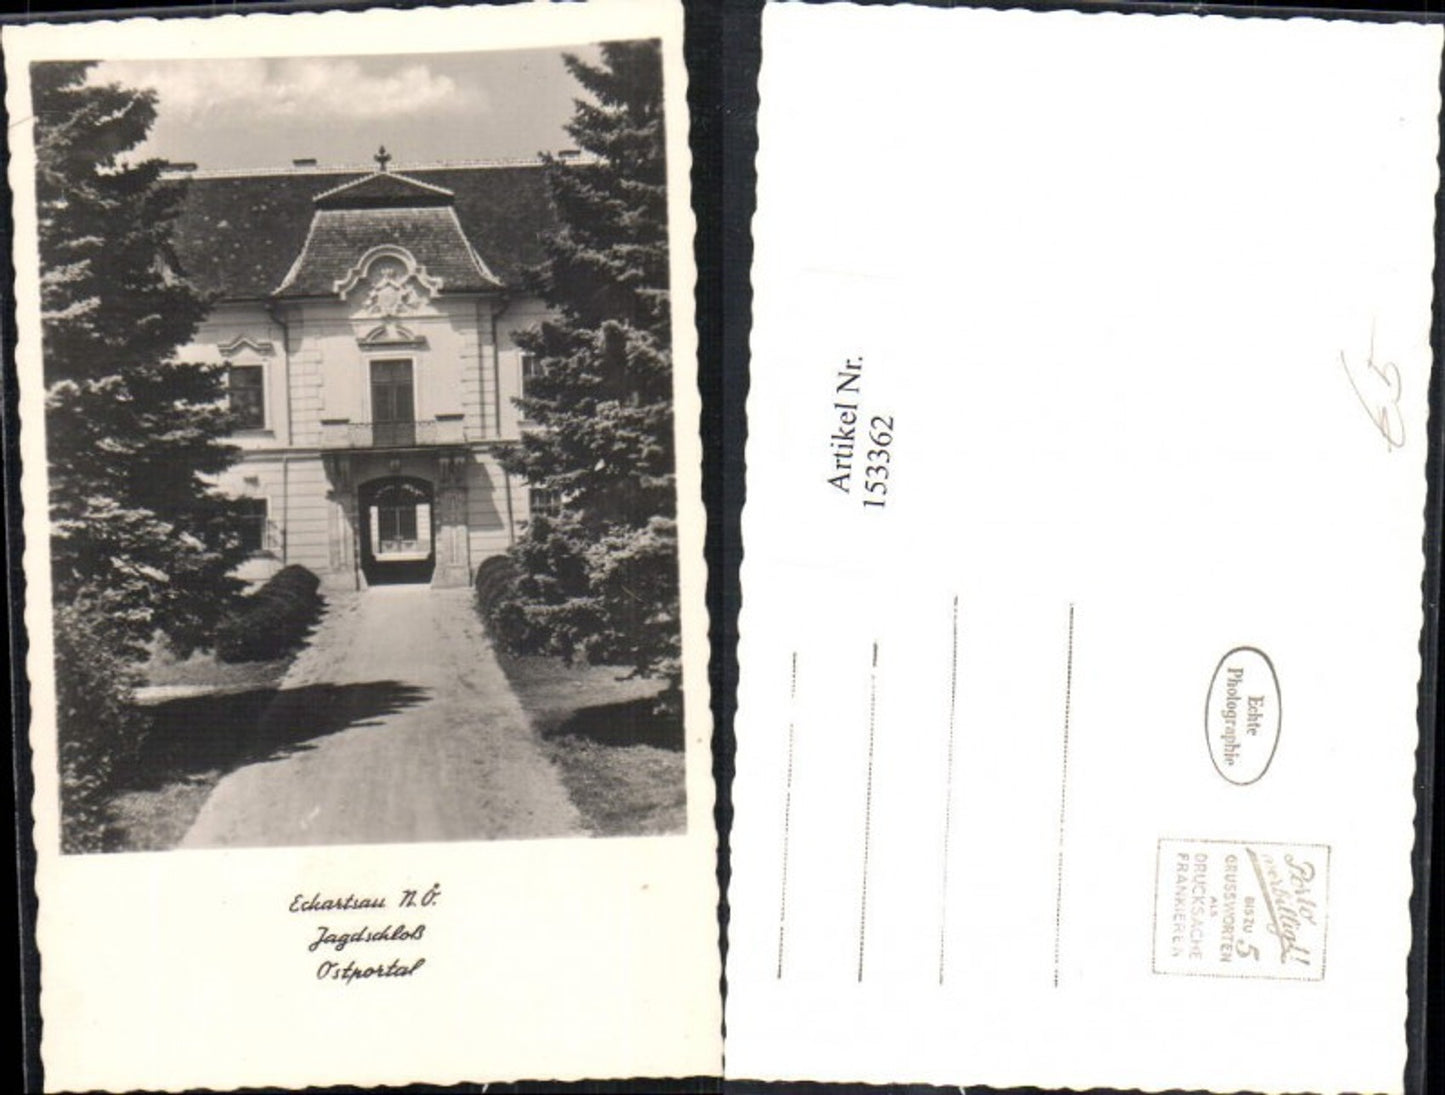 Eckartsau N.Ö.
Jagdschloß
Ostportal
Artikel Nr.
153362
Echte
Photographie
Porto
verbilligt!!
BIS ZU 5
GRUSSWORTEN
ALS
DRUCKSACHE
FRANKIEREN